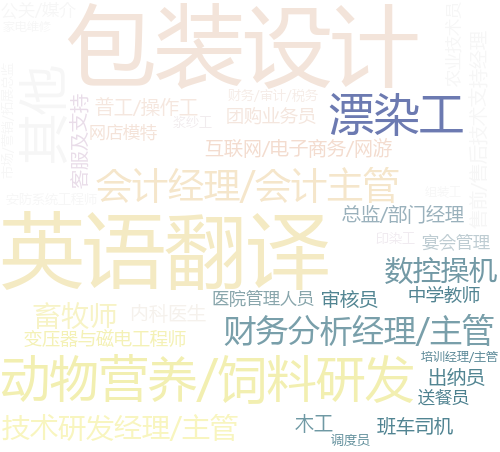 公关/媒介
包装设计
其他
客服及支持
普工/操作工
财务/审计/税务
团购业务员
网店模特
浆纱工
漂染工
互联网/电子商务/网游
会计经理/会计主管
总监/部门经理
英语翻译
印染工
宴会管理
数控操机
医院管理人员
审核员
中学教师
畜牧师
内科医生
财务分析经理/主管
变压器与磁电工程师
培训经理/主管
动物营养/饲料研发
出纳员
送餐员
技术研发经理/主管
木工
班车司机
调度员